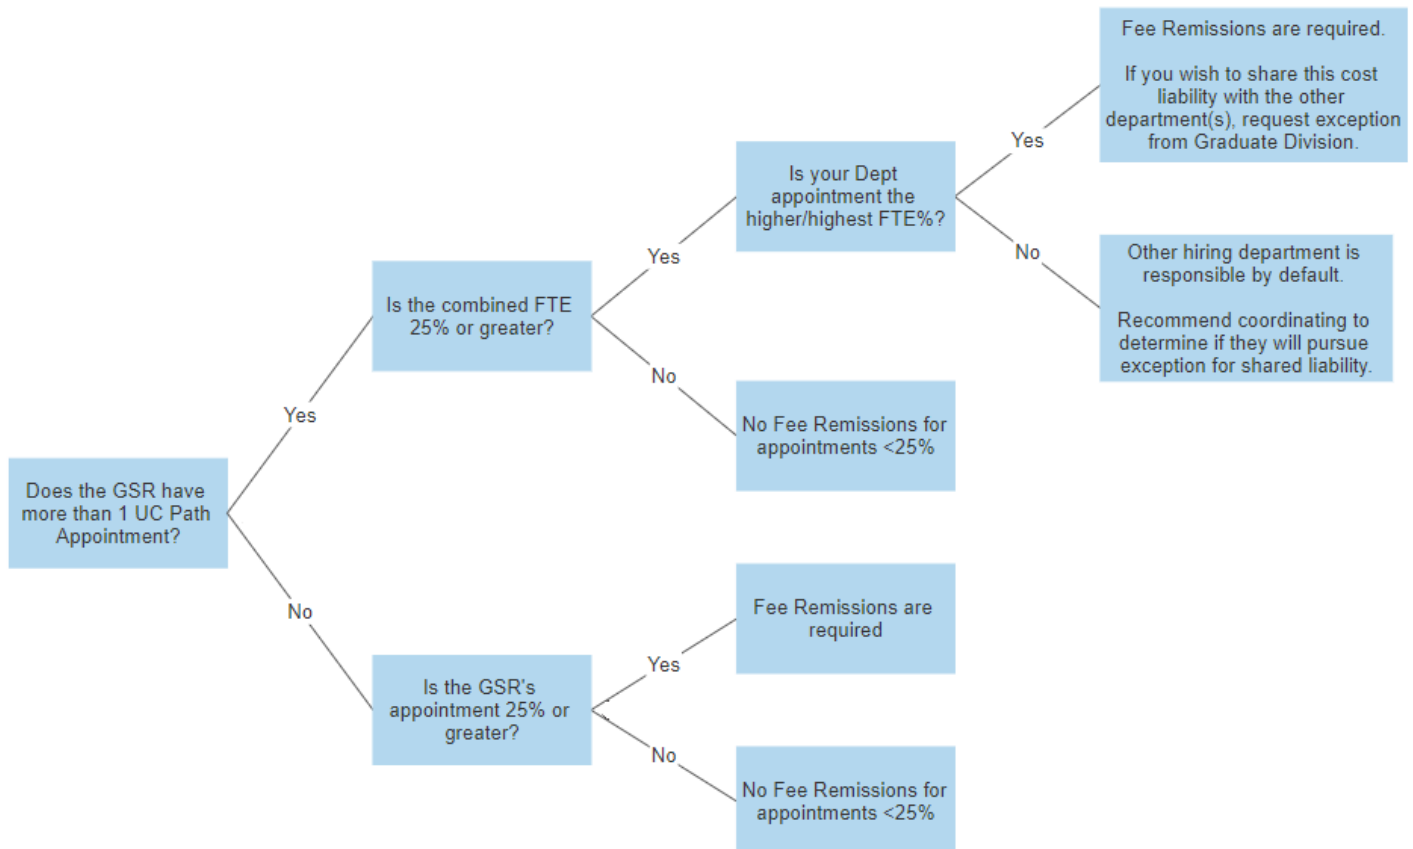 Does the GSR have
more than 1 UC Path
Appointment?
Yes
No
Is the combined FTE
25% or greater?
Yes
No
Is your Dept
appointment the
higher/highest FTE%?
Yes
No
Fee Remissions are required.
If you wish to share this cost
liability with the other
department(s), request exception
from Graduate Division.
Other hiring department is
responsible by default.
Recommend coordinating to
determine if they will pursue
exception for shared liability.
No Fee Remissions for
appointments <25%
Is the GSR's
appointment 25% or
greater?
Yes
No
Fee Remissions are
required
No Fee Remissions for
appointments <25%